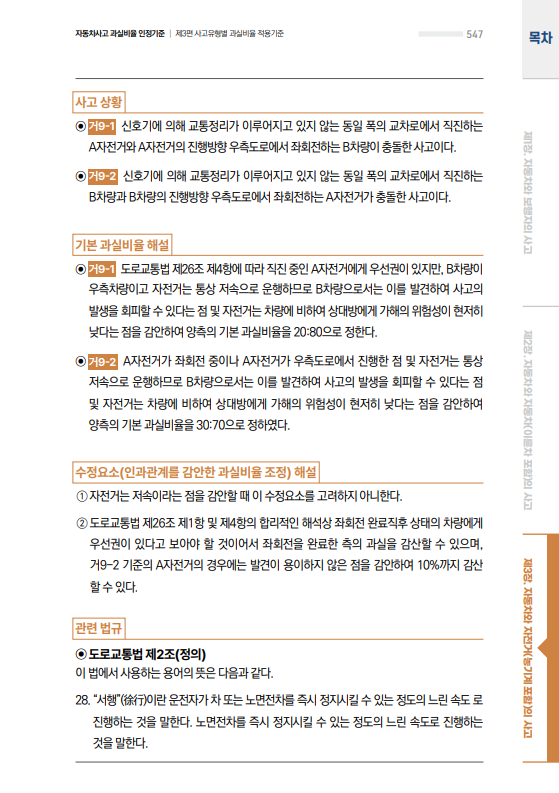 자동차사고 과실비율 인정기준 | 제3편 사고유형별 과실비율 적용기준
547
목차
사고 상황
◉ 거9-1 신호기에 의해 교통정리가 이루어지고 있지 않는 동일 폭의 교차로에서 직진하는
A자전거와 A자전거의 진행방향 우측도로에서 좌회전하는 B차량이 충돌한 사고이다.
◉ 거9-2 신호기에 의해 교통정리가 이루어지고 있지 않는 동일 폭의 교차로에서 직진하는
B차량과 B차량의 진행방향 우측도로에서 좌회전하는 A자전거가 충돌한 사고이다.
기본 과실비율 해설
◉ 거9-1 도로교통법 제26조 제4항에 따라 직진 중인 A자전거에게 우선권이 있지만, B차량이
우측차량이고 자전거는 통상 저속으로 운행하므로 B차량으로서는 이를 발견하여 사고의
발생을 회피할 수 있다는 점 및 자전거는 차량에 비하여 상대방에게 가해의 위험성이 현저히
낮다는 점을 감안하여 양측의 기본 과실비율을 20:80으로 정한다.
◉ 거9-2 A자전거가 좌회전 중이나 A자전거가 우측도로에서 진행한 점 및 자전거는 통상
저속으로 운행하므로 B차량으로서는 이를 발견하여 사고의 발생을 회피할 수 있다는 점
및 자전거는 차량에 비하여 상대방에게 가해의 위험성이 현저히 낮다는 점을 감안하여
양측의 기본 과실비율을 30:70으로 정하였다.
수정요소(인과관계를 감안한 과실비율 조정) 해설
① 자전거는 저속이라는 점을 감안할 때 이 수정요소를 고려하지 아니한다.
② 도로교통법 제26조 제1항 및 제4항의 합리적인 해석상 좌회전 완료직후 상태의 차량에게
우선권이 있다고 보아야 할 것이어서 좌회전을 완료한 측의 과실을 감산할 수 있으며,
거9-2 기준의 A자전거의 경우에는 발견이 용이하지 않은 점을 감안하여 10%까지 감산
할 수 있다.
관련 법규
◉ 도로교통법 제2조(정의)
이 법에서 사용하는 용어의 뜻은 다음과 같다.
28. “서행”(徐行)이란 운전자가 차 또는 노면전차를 즉시 정지시킬 수 있는 정도의 느린 속도 로
진행하는 것을 말한다. 노면전차를 즉시 정지시킬 수 있는 정도의 느린 속도로 진행하는
것을 말한다.
제1장. 자동차와 보행자의 사고
제2장. 자동차와 자동차(이륜차 포함)의 사고
제3장. 자동차와 자전거(농기계 포함)의 사고